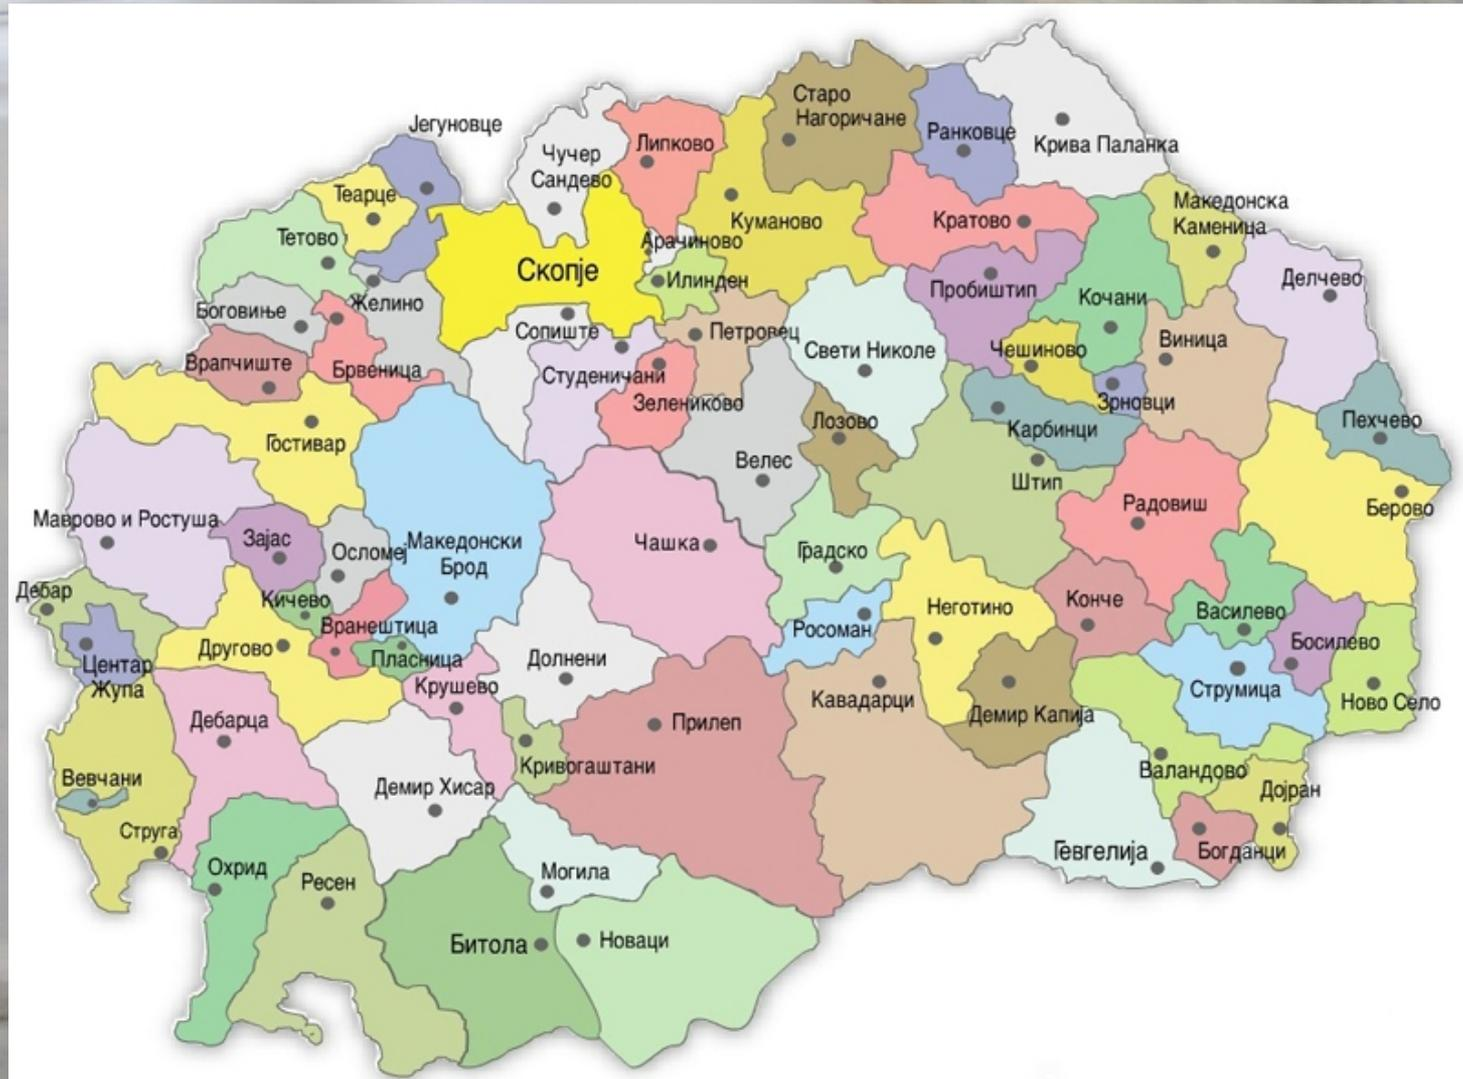 Старо
Нагоричане
Јегуновце
Ранковце
Крива Паланка
Липково
Чучер
Сандево
Теарце
Куманово
Кратово
Македонска
Каменица
Тетово
Арачиново
Скопје
Илинден
Делчево
Пробиштип
Кочани
Желино
Боговиње
Сопиште
Петровец
Виница
Свети Николе
Чешиново
Врапчиште
Брвеница
Студеничани
Зелениково
Зрновци
Лозово
Карбинци
Пехчево
Гостивар
Велес
Штип
Радовиш
Берово
Маврово и Ростуша
Зајас
Осломеј
Македонски
Брод
Чашка
Градско
Дебар
Кичево
Вранештица
Росоман
Неготино
Конче
Василево
Босилево
Другово
Пласница
Долнени
Центар
Жупа
Крушево
Кавадарци
Струмица
Ново Село
Дебарца
Прилеп
Демир Капија
Кривогаштани
Валандово
Вевчани
Демир Хисар
Дојран
Струга
Гевгелија
Богданци
Охрид
Ресен
Могила
Битола
Новаци